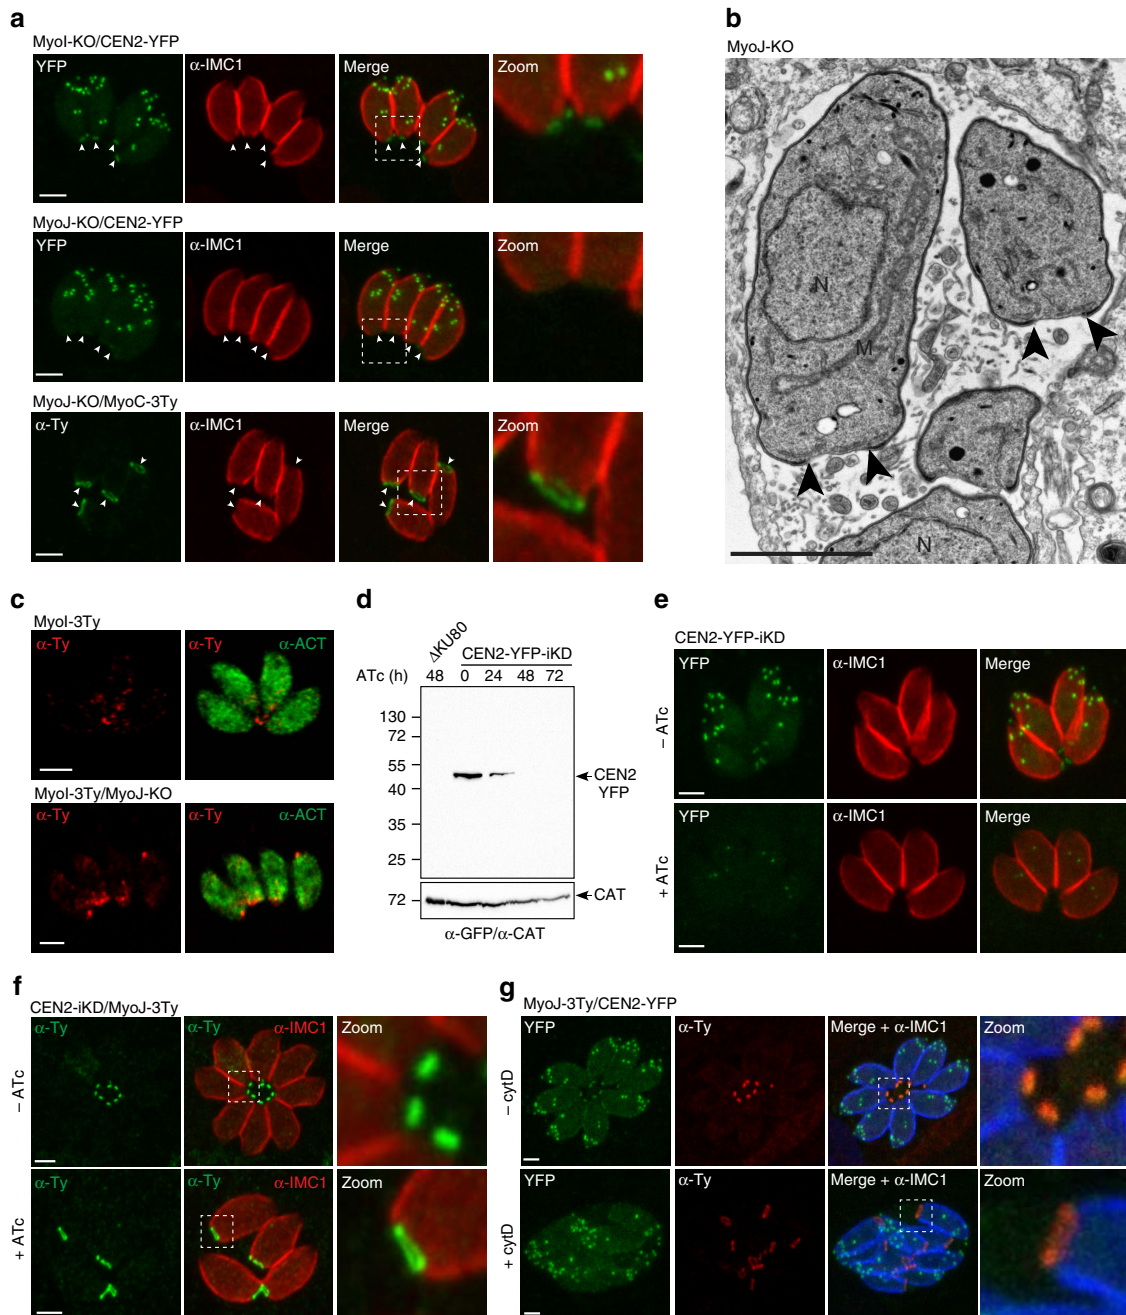 a
MyoI-KO/CEN2-YFP
YFP
α-IMC1
Merge
Zoom
MyoJ-KO/CEN2-YFP
YFP
α-IMC1
Merge
Zoom
MyoJ-KO/MyoC-3Ty
α-Ty
α-IMC1
Merge
Zoom
b
MyoJ-KO
N
M
N
c
MyoI-3Ty
α-Ty
α-Ty α-ACT
MyoI-3Ty/MyoJ-KO
α-Ty
α-Ty α-ACT
d
ΔKU80
CEN2-YFP-iKD
ATc (h) 48 0 24 48 72
130
72
55
40
35
25
CEN2
YFP
72
CAT
α-GFP/α-CAT
e
CEN2-YFP-iKD
– ATc
YFP
α-IMC1
Merge
+ ATc
YFP
α-IMC1
Merge
f
CEN2-iKD/MyoJ-3Ty
– ATc
α-Ty
α-Ty α-IMC1
Zoom
+ ATc
α-Ty
α-Ty α-IMC1
Zoom
g
MyoJ-3Ty/CEN2-YFP
– cytD
YFP
α-Ty
Merge + α-IMC1
Zoom
+ cytD
YFP
α-Ty
Merge + α-IMC1
Zoom